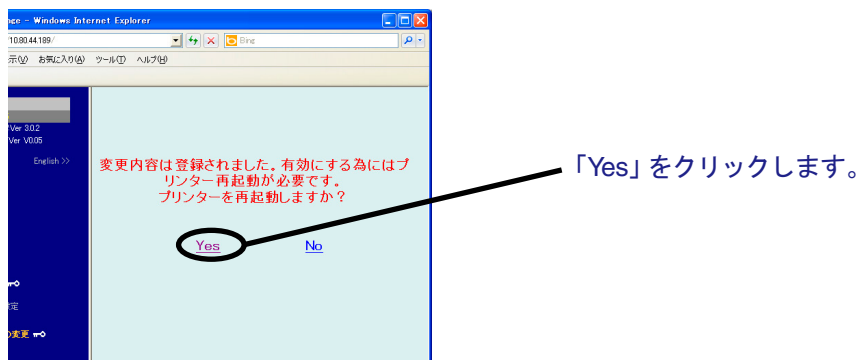 nge - Windows Internet Explorer
10.80.44.189/
Bing
示(V) お気に入り(A) ツール(T) ヘルプ(H)
Ver 3.0.2
Ver V0.05
English >>
変更内容は登録されました。有効にする為にはプ
リンター再起動が必要です。
プリンターを再起動しますか？
Yes No
「Yes」をクリックします。
定
の変更